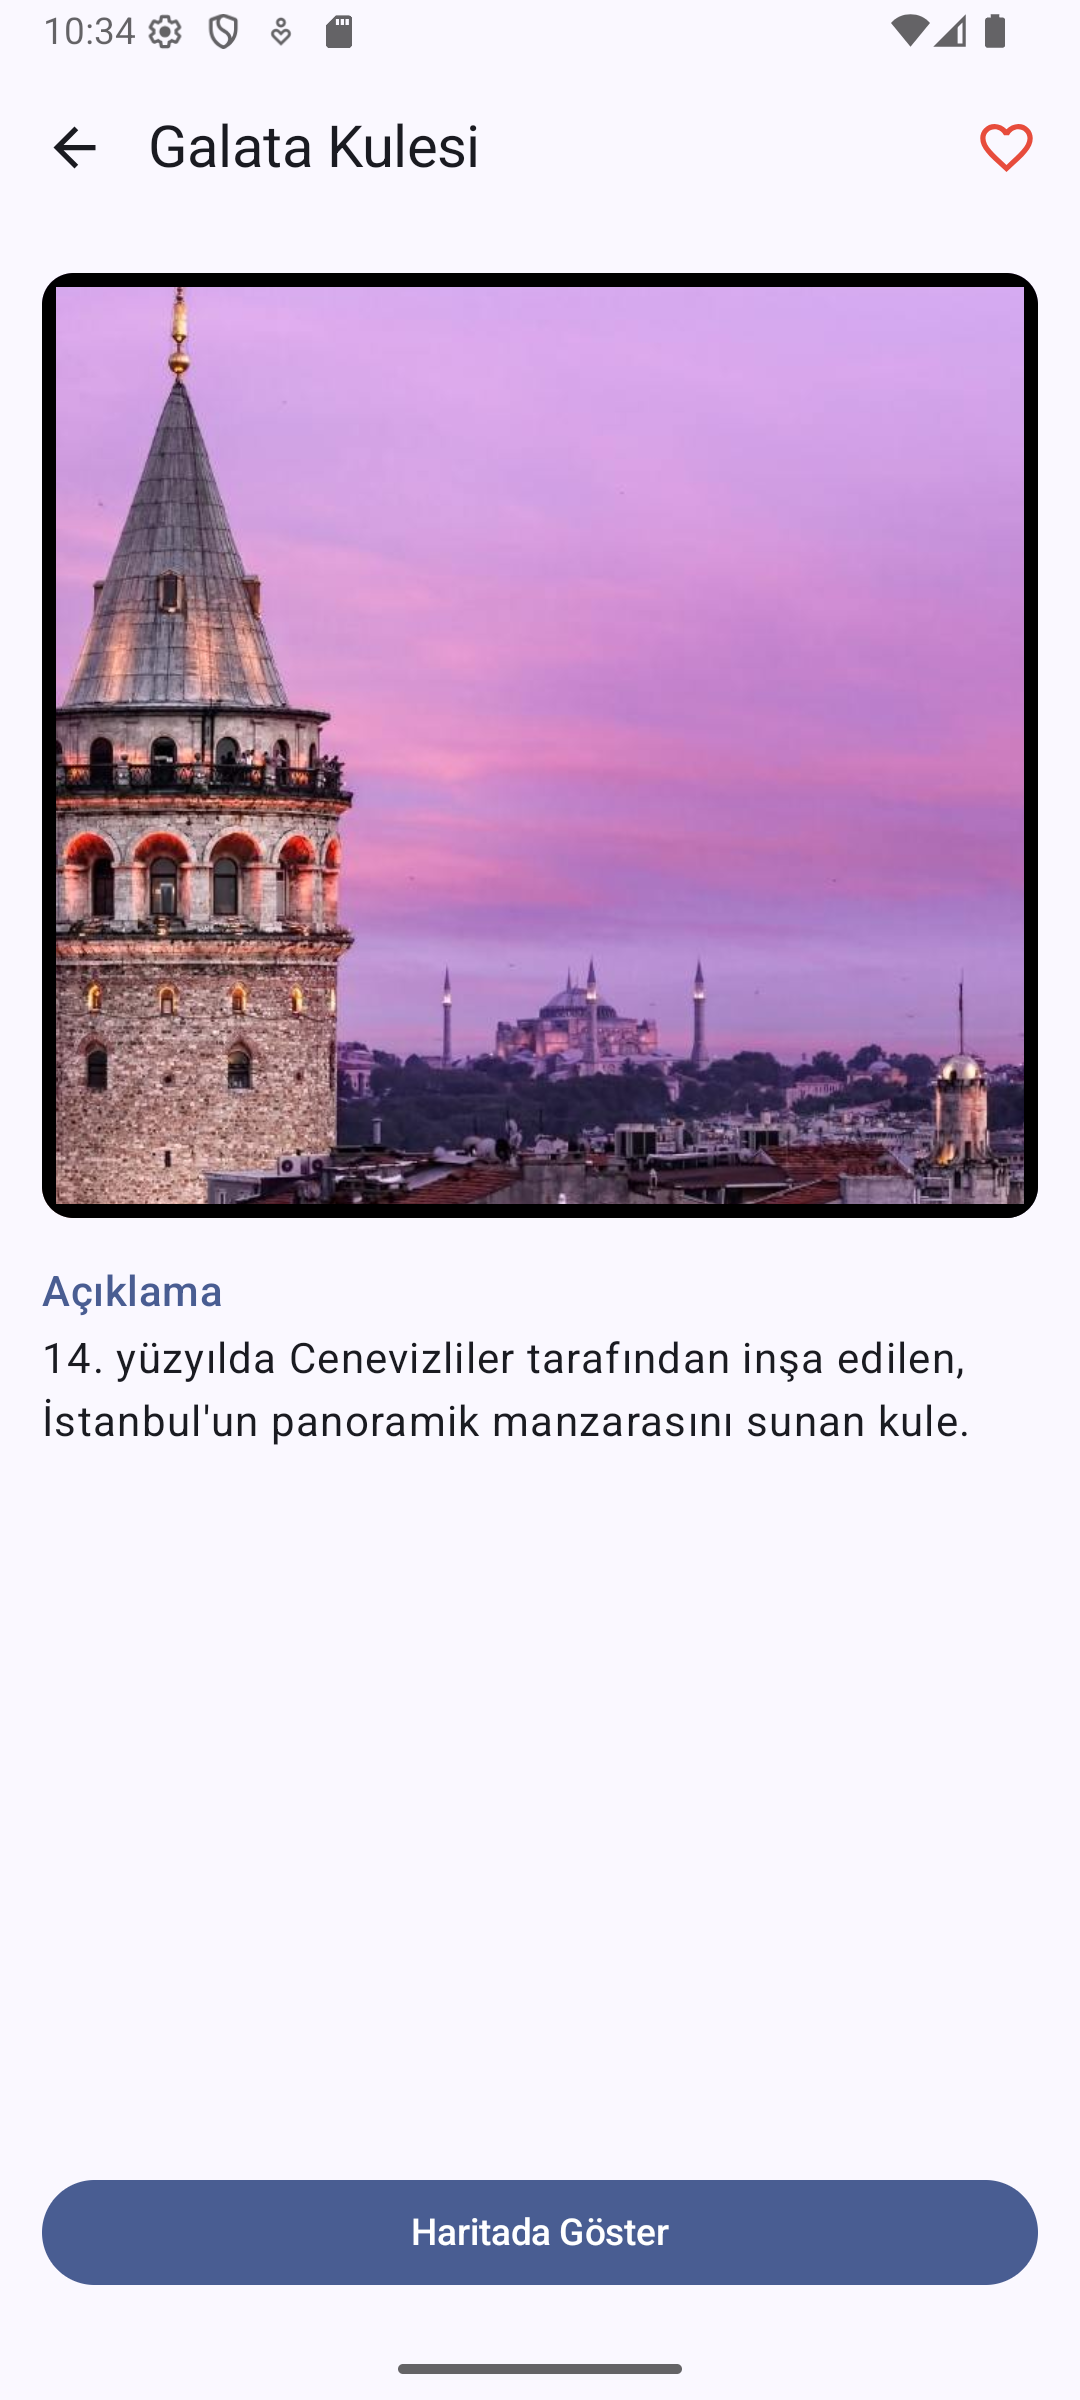 10:34
Galata Kulesi
Açıklama
14. yüzyılda Cenevizliler tarafından inşa edilen,
İstanbul'un panoramik manzarasını sunan kule.
Haritada Göster